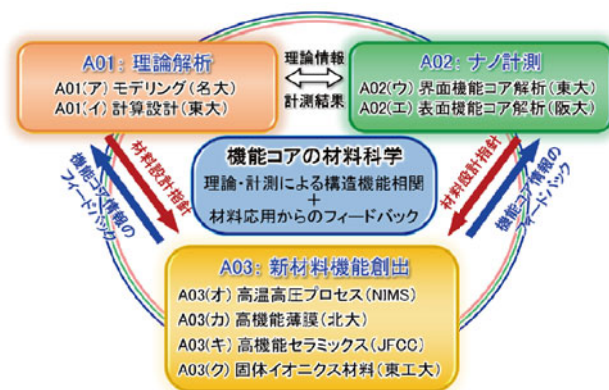 A01：理論解析
A01(ア) モデリング(名大)
A01(イ) 計算設計(東大)
理論情報
計測結果
A02：ナノ計測
A02(ウ) 界面機能コア解析(東大)
A02(エ) 表面機能コア解析(阪大)
機能コアの材料科学
理論・計測による構造機能相関
＋
材料応用からのフィードバック
材料設計指針
機能コア情報の
フィードバック
材料設計指針
機能コア情報の
フィードバック
A03：新材料機能創出
A03(オ) 高温高圧プロセス(NIMS)
A03(カ) 高機能薄膜(北大)
A03(キ) 高機能セラミックス(JFCC)
A03(ク) 固体イオニクス材料(東工大)